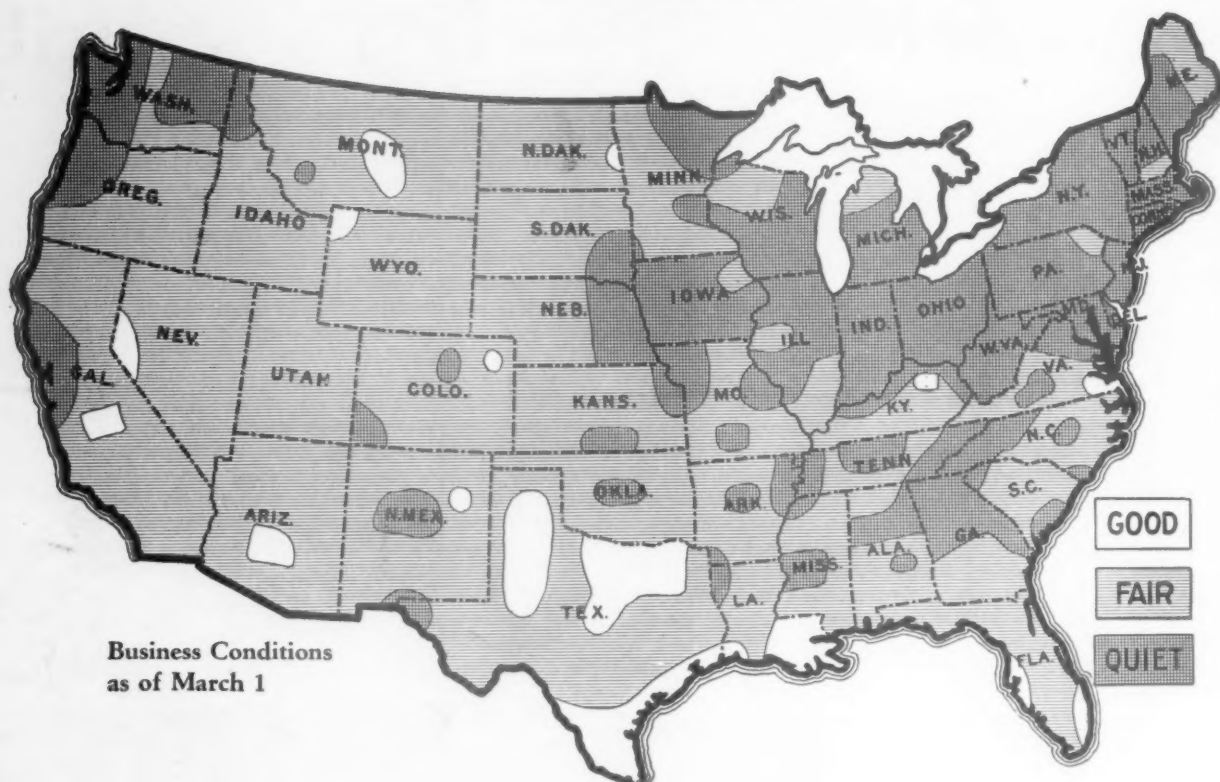 WASH.
OREG.
IDAHO
MONT.
N.DAK.
S.DAK.
WYO.
NEB.
NEV.
UTAH
COLO.
KANS.
CAL.
ARIZ.
N.MEX.
OKLA.
TEX.
MINN.
IOWA
MO.
ARK.
LA.
WIS.
ILL.
MICH.
IND.
OHIO
KY.
TENN.
MISS.
ALA.
GA.
FLA.
S.C.
N.C.
VA.
W.VA.
PA.
N.Y.
VT.
N.H.
MASS.
CONN.
N.J.
MD.
DEL.
GOOD
FAIR
QUIET
Business Conditions
as of March 1